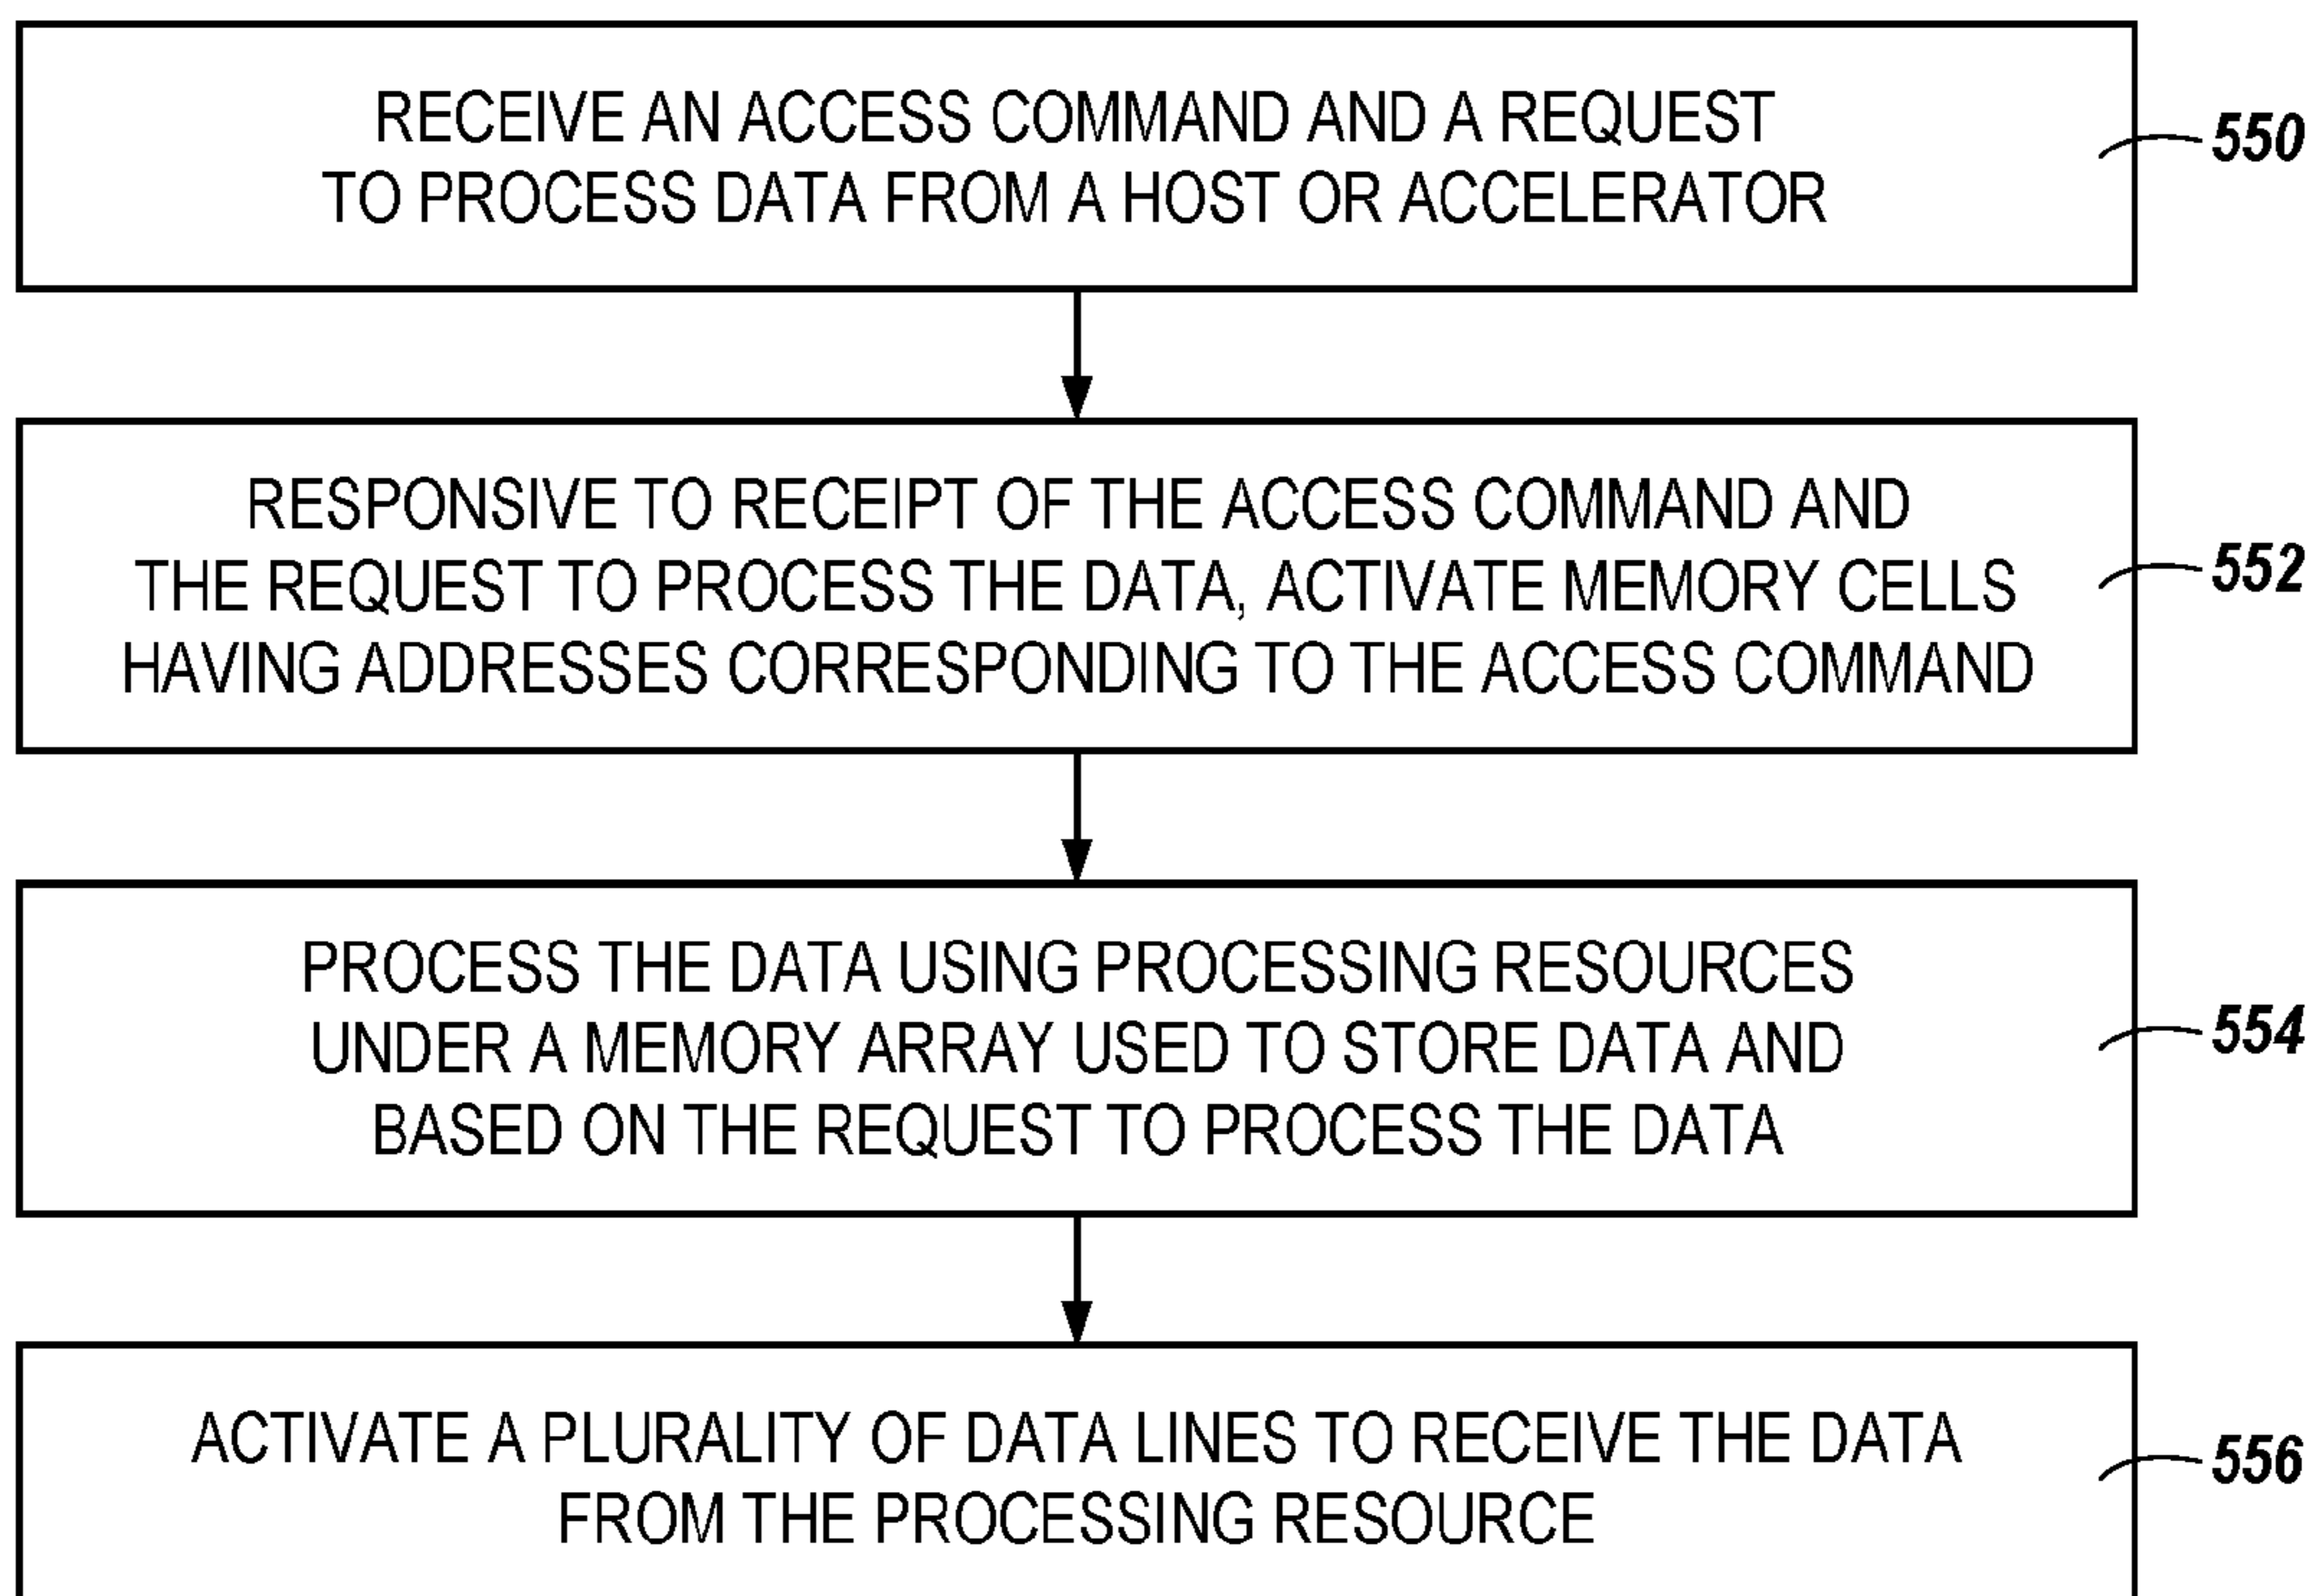 RECEIVE AN ACCESS COMMAND AND A REQUEST
TO PROCESS DATA FROM A HOST OR ACCELERATOR
550
RESPONSIVE TO RECEIPT OF THE ACCESS COMMAND AND
THE REQUEST TO PROCESS THE DATA, ACTIVATE MEMORY CELLS
HAVING ADDRESSES CORRESPONDING TO THE ACCESS COMMAND
552
PROCESS THE DATA USING PROCESSING RESOURCES
UNDER A MEMORY ARRAY USED TO STORE DATA AND
BASED ON THE REQUEST TO PROCESS THE DATA
554
ACTIVATE A PLURALITY OF DATA LINES TO RECEIVE THE DATA
FROM THE PROCESSING RESOURCE
556